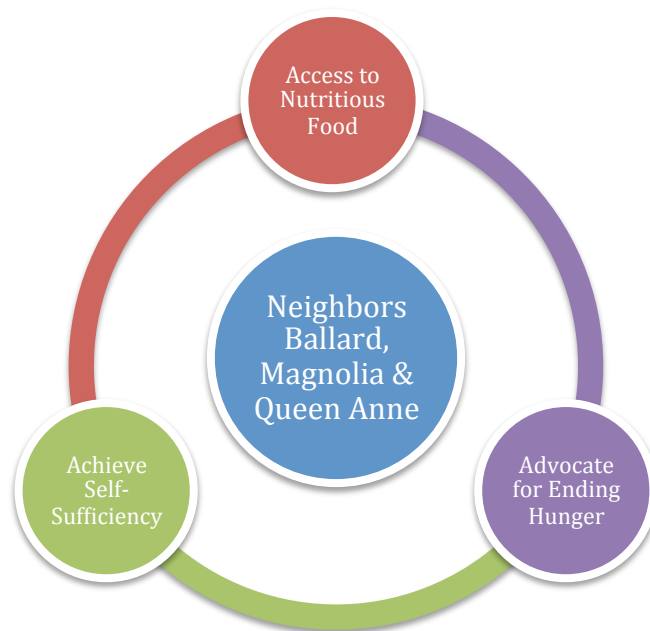 Access to
Nutritious
Food
Neighbors
Ballard,
Magnolia &
Queen Anne
Achieve
Self-
Sufficiency
Advocate
for Ending
Hunger